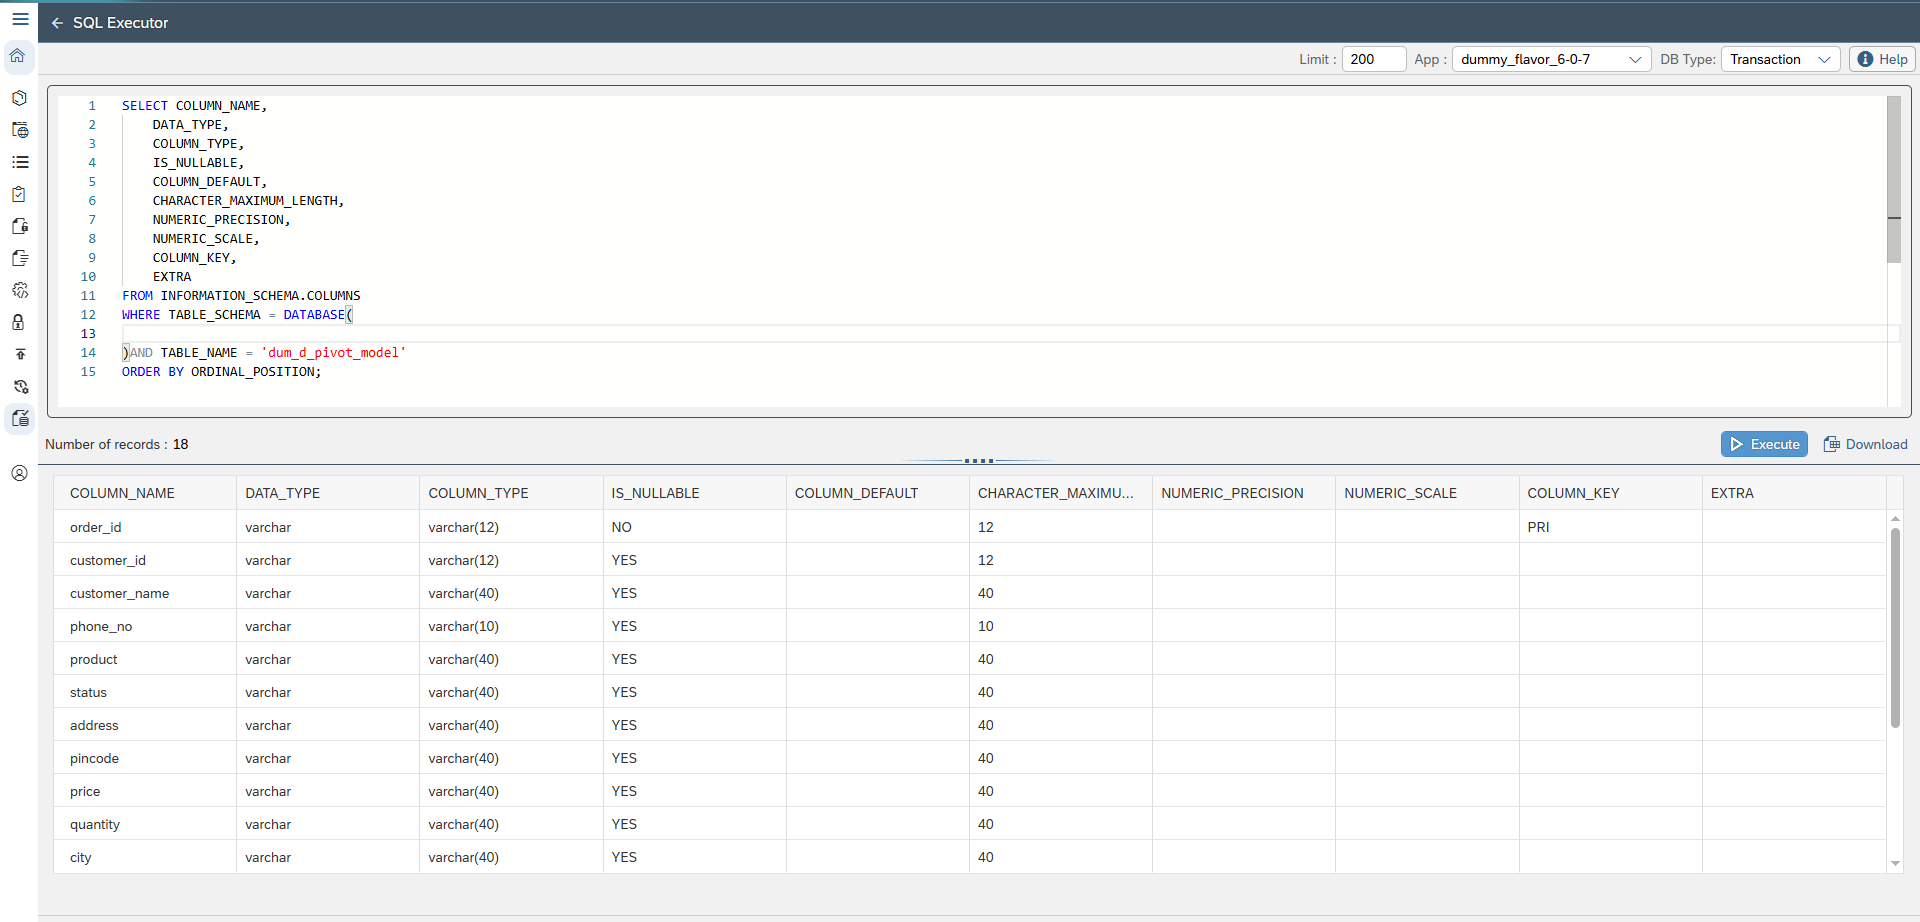 SQL Executor
Limit : 200 App : dummy_flavor_6-0-7 DB Type: Transaction Help
1 SELECT COLUMN_NAME,
2 DATA_TYPE,
3 COLUMN_TYPE,
4 IS_NULLABLE,
5 COLUMN_DEFAULT,
6 CHARACTER_MAXIMUM_LENGTH,
7 NUMERIC_PRECISION,
8 NUMERIC_SCALE,
9 COLUMN_KEY,
10 EXTRA
11 FROM INFORMATION_SCHEMA.COLUMNS
12 WHERE TABLE_SCHEMA = DATABASE(
13
14 )AND TABLE_NAME = 'dum_d_pivot_model'
15 ORDER BY ORDINAL_POSITION;
Number of records : 18 Execute Download
COLUMN_NAME DATA_TYPE COLUMN_TYPE IS_NULLABLE COLUMN_DEFAULT CHARACTER_MAXIMU... NUMERIC_PRECISION NUMERIC_SCALE COLUMN_KEY EXTRA
order_id varchar varchar(12) NO 12 PRI
customer_id varchar varchar(12) YES 12
customer_name varchar varchar(40) YES 40
phone_no varchar varchar(10) YES 10
product varchar varchar(40) YES 40
status varchar varchar(40) YES 40
address varchar varchar(40) YES 40
pincode varchar varchar(40) YES 40
price varchar varchar(40) YES 40
quantity varchar varchar(40) YES 40
city varchar varchar(40) YES 40